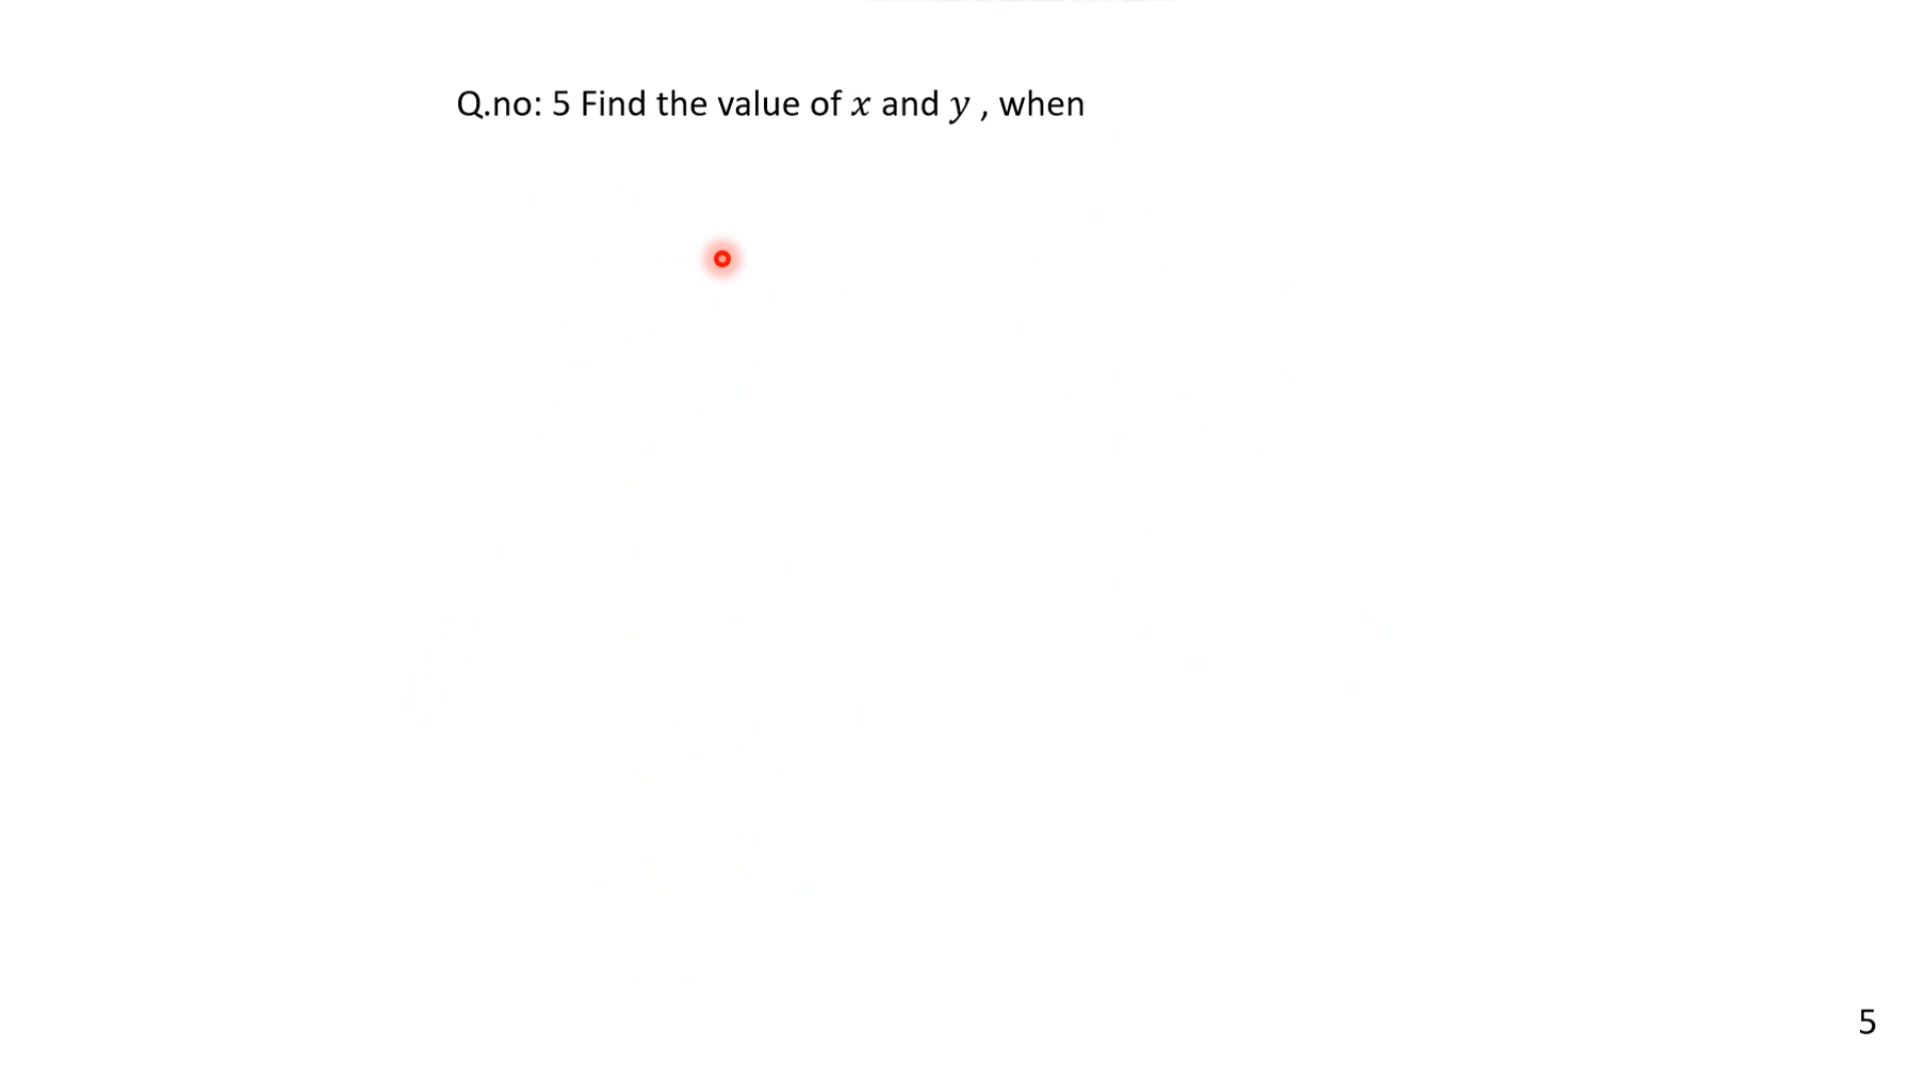 Q.no: 5 Find the value of x and y , when
5